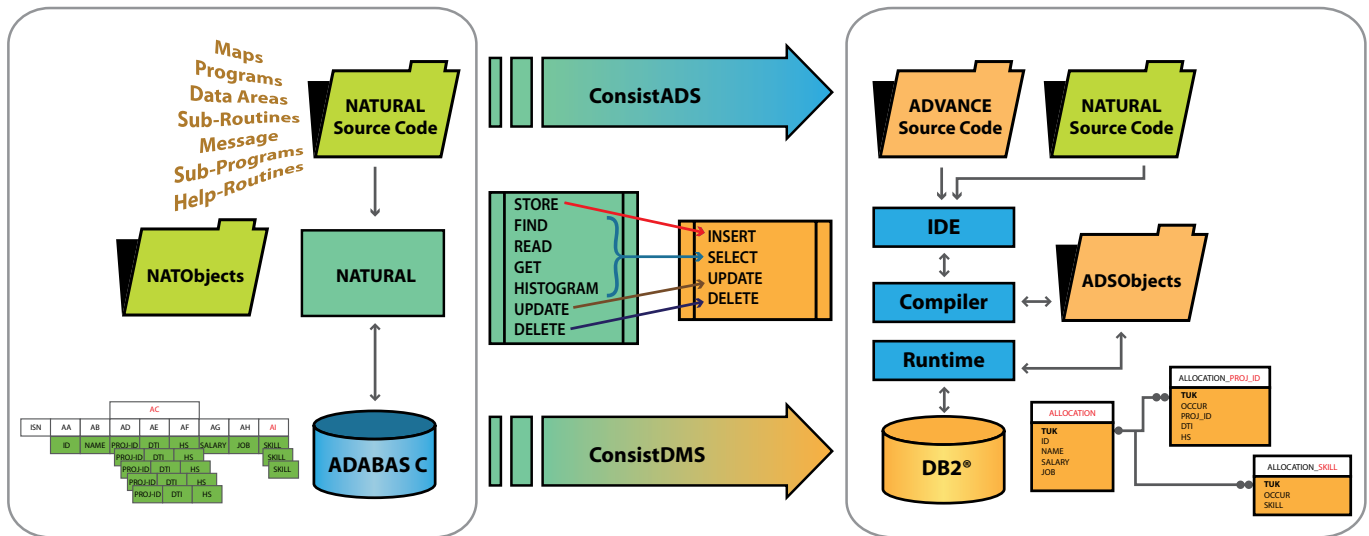 Maps
Programs
Data Areas
Sub-Routines
Message
Sub-Programs
Help-Routines
NATURAL
Source Code
NATObjects
NATURAL
ADABAS C
AC
ISN AA AB AD AE AF AG AH AI
ID NAME PROJ-ID DTI HS SALARY JOB SKILL
PROJ-ID DTI HS SKILL
PROJ-ID DTI HS SKILL
PROJ-ID DTI HS
PROJ-ID DTI HS
ConsistADS
STORE
FIND
READ
GET
HISTOGRAM
UPDATE
DELETE
INSERT
SELECT
UPDATE
DELETE
ConsistDMS
ADVANCE
Source Code
NATURAL
Source Code
IDE
Compiler
Runtime
ADSObjects
DB2®
ALLOCATION
TUK
ID
NAME
SALARY
JOB
ALLOCATION_PROJ_ID
TUK
OCCUR
PROJ_ID
DTI
HS
ALLOCATION_SKILL
TUK
OCCUR
SKILL